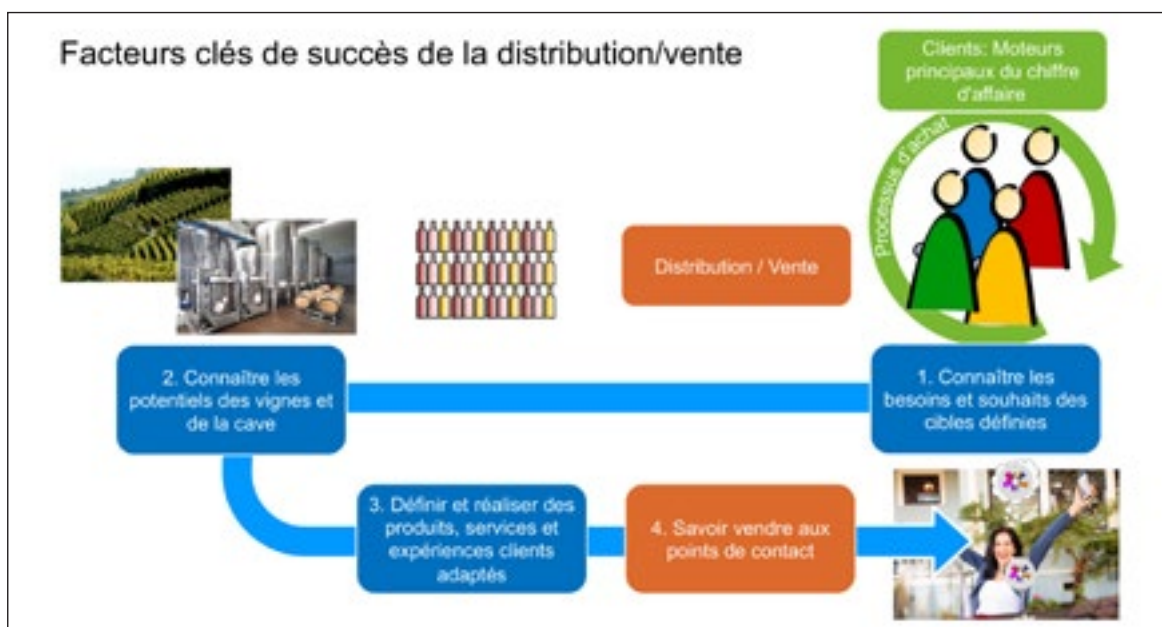 Facteurs clés de succès de la distribution/vente
Clients: Moteurs
principaux du chiffre
d'affaire
Processus d'achat
Distribution / Vente
2. Connaître les
potentiels des vignes et
de la cave
1. Connaître les
besoins et souhaits des
cibles définies
3. Définir et réaliser des
produits, services et
expériences clients
adaptés
4. Savoir vendre aux
points de contact